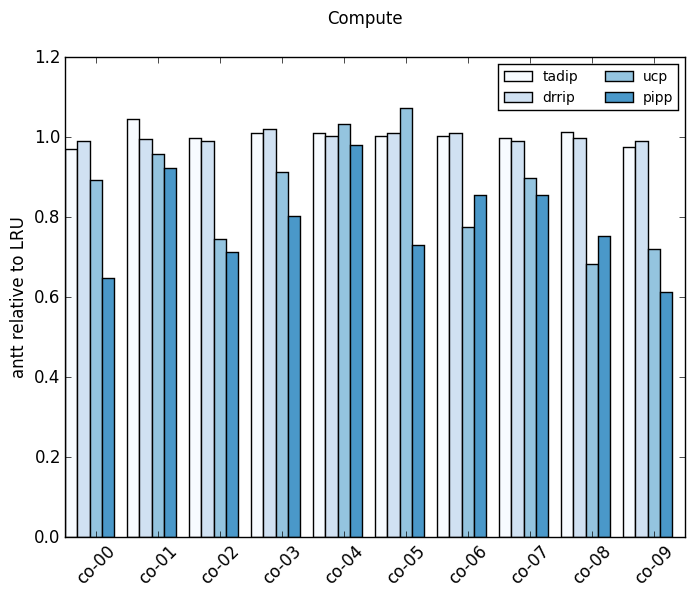 Compute
tadip
drrip
ucp
pipp
antt relative to LRU
1.2
1.0
0.8
0.6
0.4
0.2
0.0
co-00
co-01
co-02
co-03
co-04
co-05
co-06
co-07
co-08
co-09